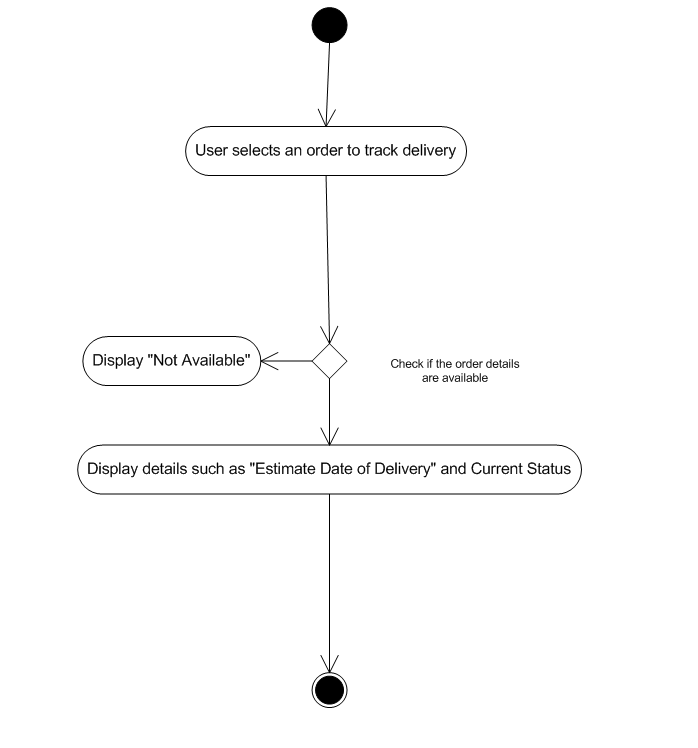 User selects an order to track delivery
Display "Not Available"
Check if the order details
are available
Display details such as "Estimate Date of Delivery" and Current Status